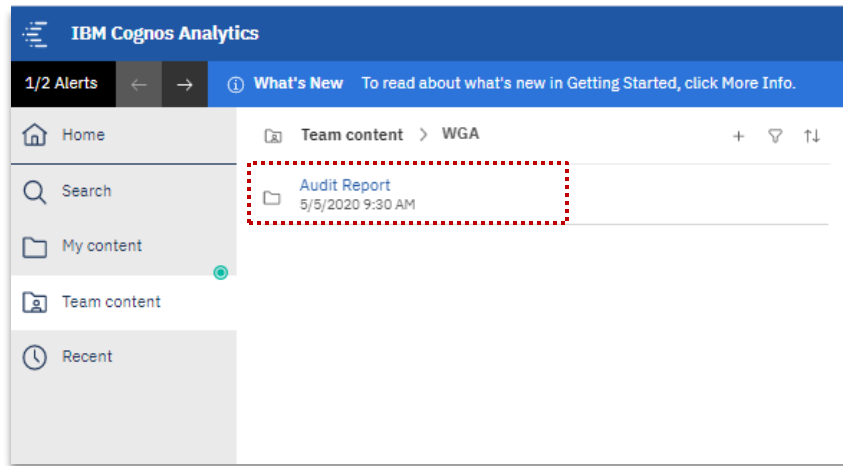 IBM Cognos Analytics
1/2 Alerts ← → What's New To read about what's new in Getting Started, click More Info.
Home
Team content > WGA
Search
Audit Report
5/5/2020 9:30 AM
My content
Team content
Recent